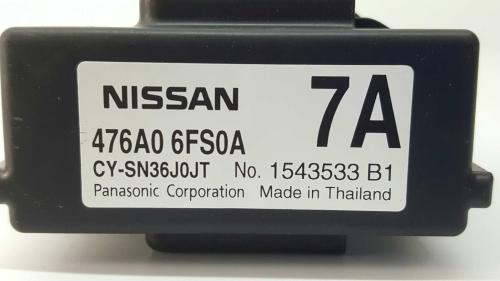 NISSAN 7A
476A0 6FS0A
CY-SN36J0JT No. 1543533 B1
Panasonic Corporation Made in Thailand